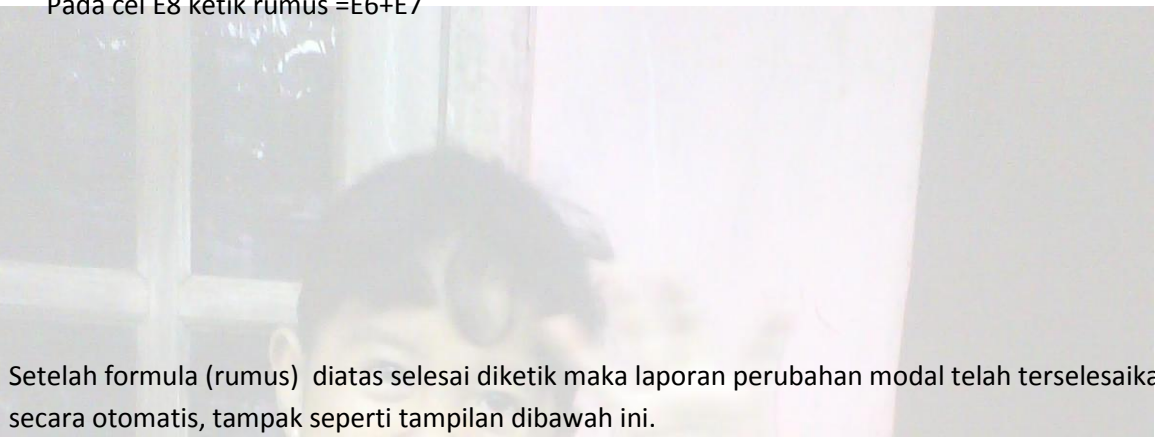 Pada cel E8 ketik rumus =E6+E7
Setelah formula (rumus) diatas selesai diketik maka laporan perubahan modal telah terselesaika
secara otomatis, tampak seperti tampilan dibawah ini.